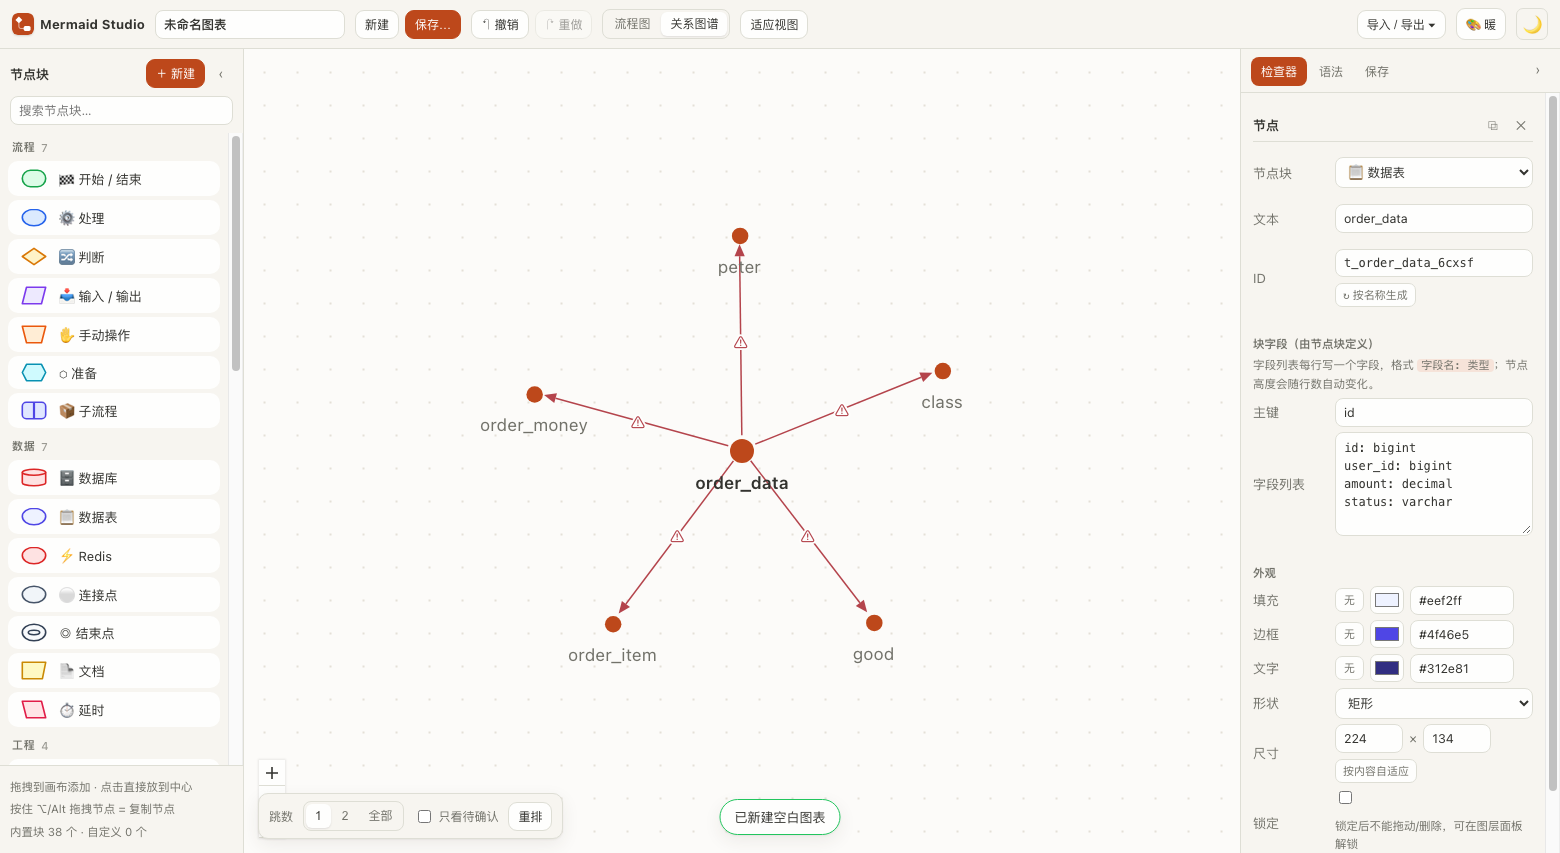 Mermaid Studio
未命名图表
新建
保存...
撤销
重做
流程图
关系图谱
适应视图
导入 / 导出
暖
节点块
+ 新建
搜索节点块...
流程 7
开始 / 结束
处理
判断
输入 / 输出
手动操作
准备
子流程
数据 7
数据库
数据表
Redis
连接点
结束点
文档
延时
工程 4
拖拽到画布添加 · 点击直接放到中心
按住 ⌥/Alt 拖拽节点 = 复制节点
内置块 38 个 · 自定义 0 个
peter
class
order_money
order_data
order_item
good
+
跳数
1
2
全部
只看待确认
重排
已新建空白图表
检查器
语法
保存
节点
节点块
数据表
文本
order_data
ID
t_order_data_6cxsf
↻ 按名称生成
块字段（由节点块定义）
字段列表每行写一个字段，格式 字段名: 类型；节点
高度会随行数自动变化。
主键
id
字段列表
id: bigint
user_id: bigint
amount: decimal
status: varchar
外观
填充
无
#eef2ff
边框
无
#4f46e5
文字
无
#312e81
形状
矩形
尺寸
224 × 134
按内容自适应
锁定
锁定后不能拖动/删除，可在图层面板
解锁